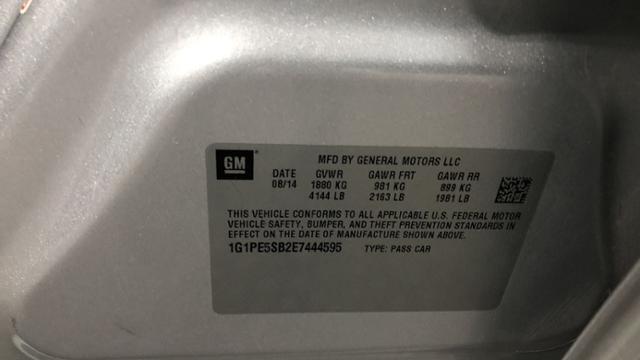 GM MFD BY GENERAL MOTORS LLC
DATE GVWR GAWR FRT GAWR RR
08/14 1880 KG 981 KG 899 KG
4144 LB 2163 LB 1981 LB
THIS VEHICLE CONFORMS TO ALL APPLICABLE U.S. FEDERAL MOTOR
VEHICLE SAFETY, BUMPER, AND THEFT PREVENTION STANDARDS IN
EFFECT ON THE DATE OF MANUFACTURE SHOWN ABOVE.
1G1PE5SB2E7444595 TYPE: PASS CAR